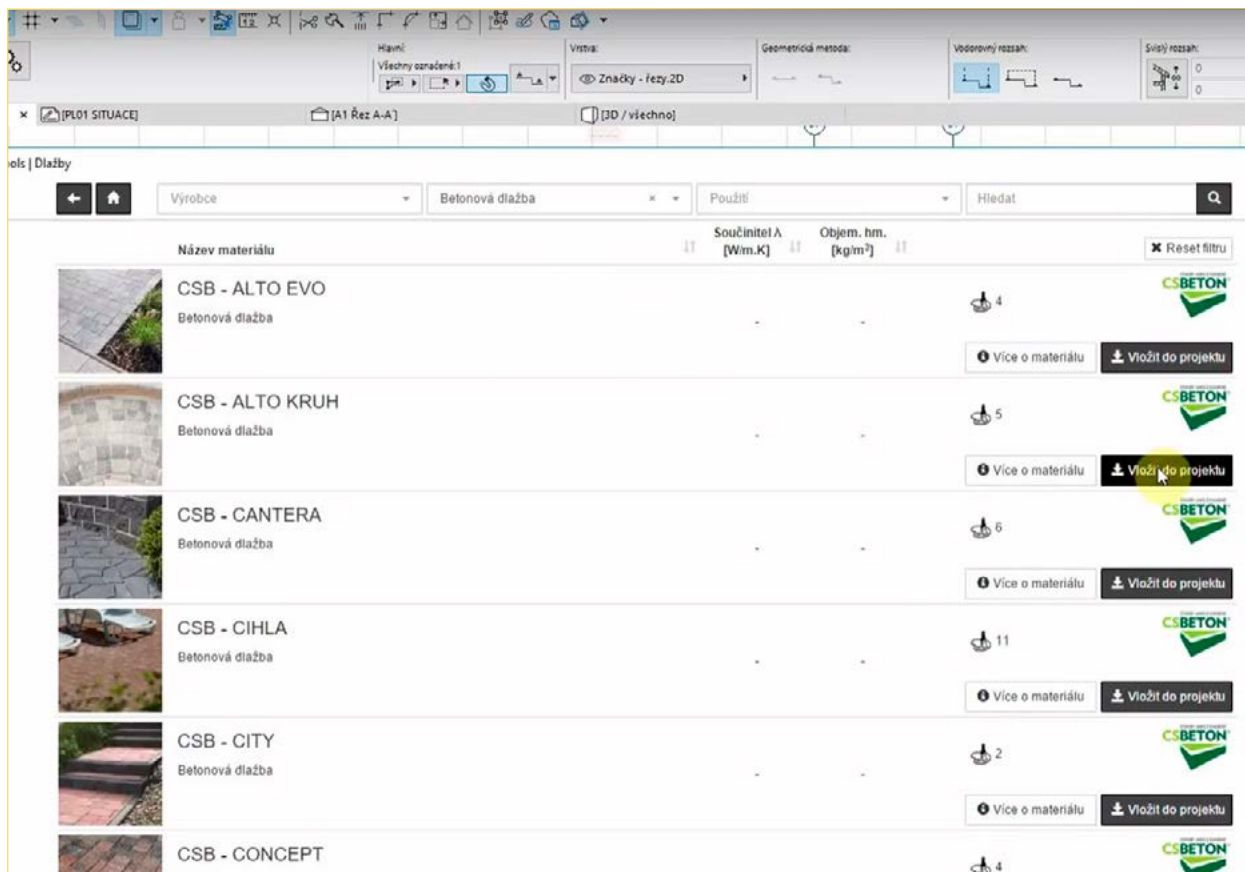 Hlavní:
Vrstva:
Geometrická metoda:
Vodorovný rozsah:
Svislý rozsah:
Všechny označené:1
Značky - řezy.2D
0
0
[PL01 SITUACE]
[A1 Řez A-A']
[3D / všechno]
ols | Dlažby
Výrobce
Betonová dlažba
Použití
Hledat
Název materiálu
Součinitel Λ
[W/m.K]
Objem. hm.
[kg/m³]
Reset filtru
CSB - ALTO EVO
Betonová dlažba
-
-
4
CSBETON
Více o materiálu
Vložit do projektu
CSB - ALTO KRUH
Betonová dlažba
-
-
5
CSBETON
Více o materiálu
Vložit do projektu
CSB - CANTERA
Betonová dlažba
-
-
6
CSBETON
Více o materiálu
Vložit do projektu
CSB - CIHLA
Betonová dlažba
-
-
11
CSBETON
Více o materiálu
Vložit do projektu
CSB - CITY
Betonová dlažba
-
-
2
CSBETON
Více o materiálu
Vložit do projektu
CSB - CONCEPT
4
CSBETON